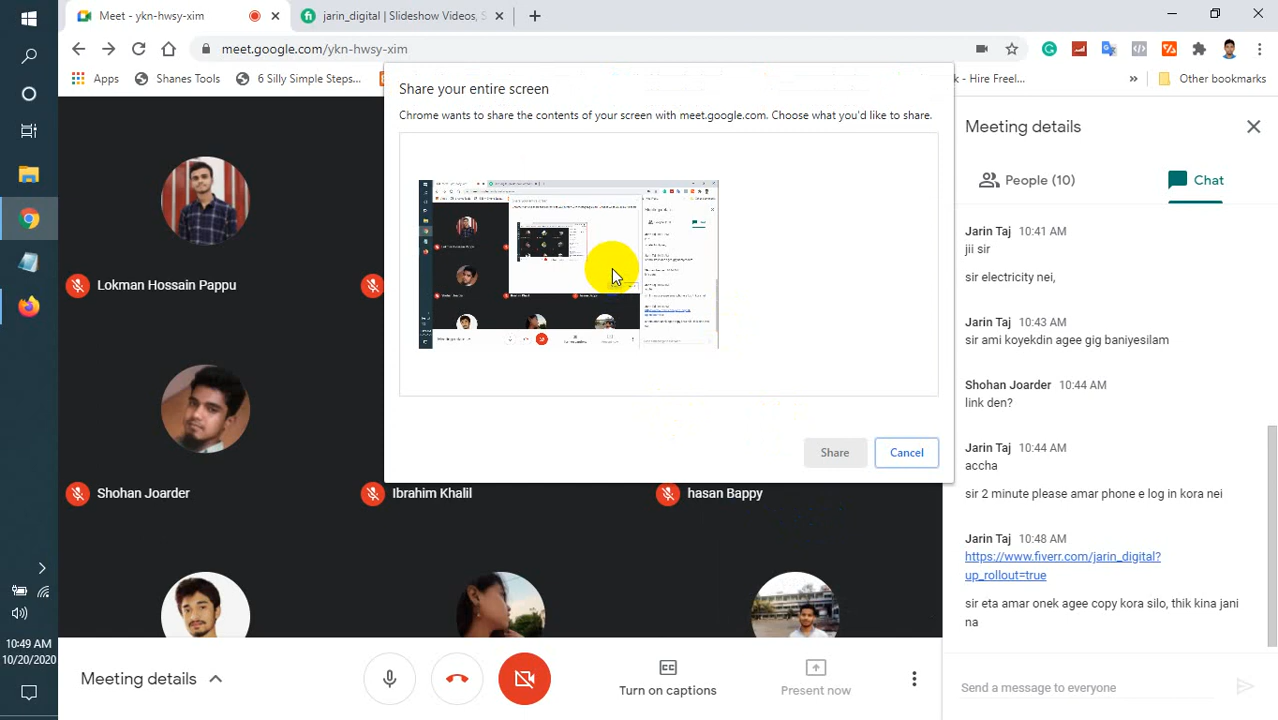 Meet - ykn-hwsy-xim
jarin_digital | Slideshow Videos, S
meet.google.com/ykn-hwsy-xim
Apps
Shanes Tools
6 Silly Simple Steps...
k - Hire Freel...
»
Other bookmarks
Share your entire screen
Chrome wants to share the contents of your screen with meet.google.com. Choose what you'd like to share.
Share
Cancel
Lokman Hossain Pappu
Shohan Joarder
Ibrahim Khalil
hasan Bappy
Meeting details
People (10)
Chat
Jarin Taj 10:41 AM
jii sir
sir electricity nei,
Jarin Taj 10:43 AM
sir ami koyekdin agee gig baniyesilam
Shohan Joarder 10:44 AM
link den?
Jarin Taj 10:44 AM
accha
sir 2 minute please amar phone e log in kora nei
Jarin Taj 10:48 AM
https://www.fiverr.com/jarin_digital?
up_rollout=true
sir eta amar onek agee copy kora silo, thik kina jani
na
Send a message to everyone
Meeting details
CC
Turn on captions
Present now
10:49 AM
10/20/2020